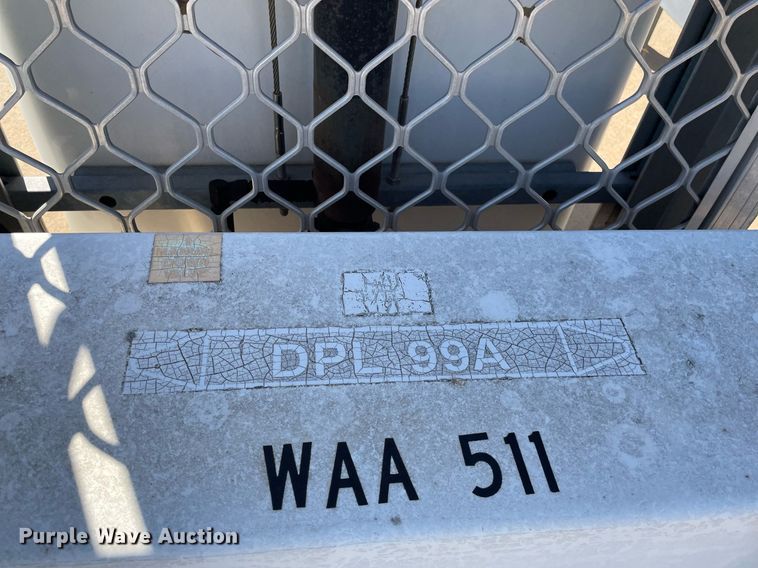 DPL 99A
WAA 511
Purple Wave Auction